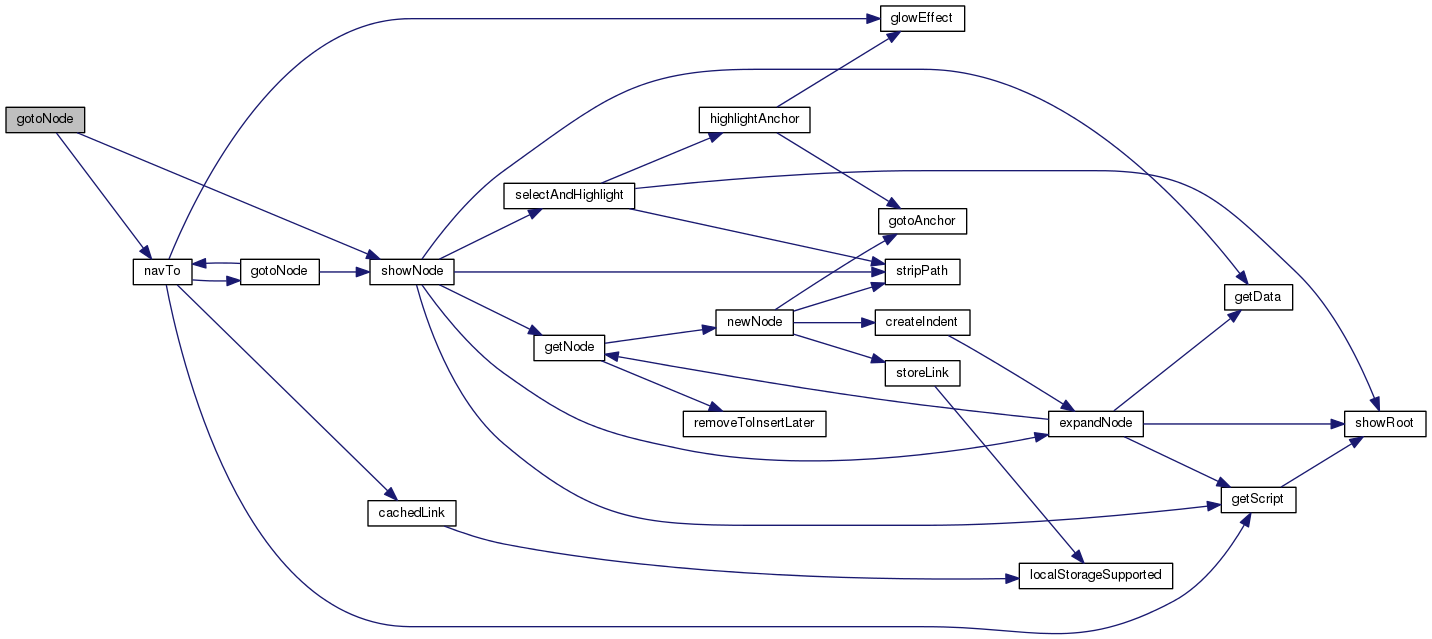 glowEffect
gotoNode
highlightAnchor
selectAndHighlight
gotoAnchor
navTo
gotoNode
showNode
stripPath
getData
newNode
createIndent
getNode
storeLink
removeToInsertLater
expandNode
showRoot
cachedLink
getScript
localStorageSupported